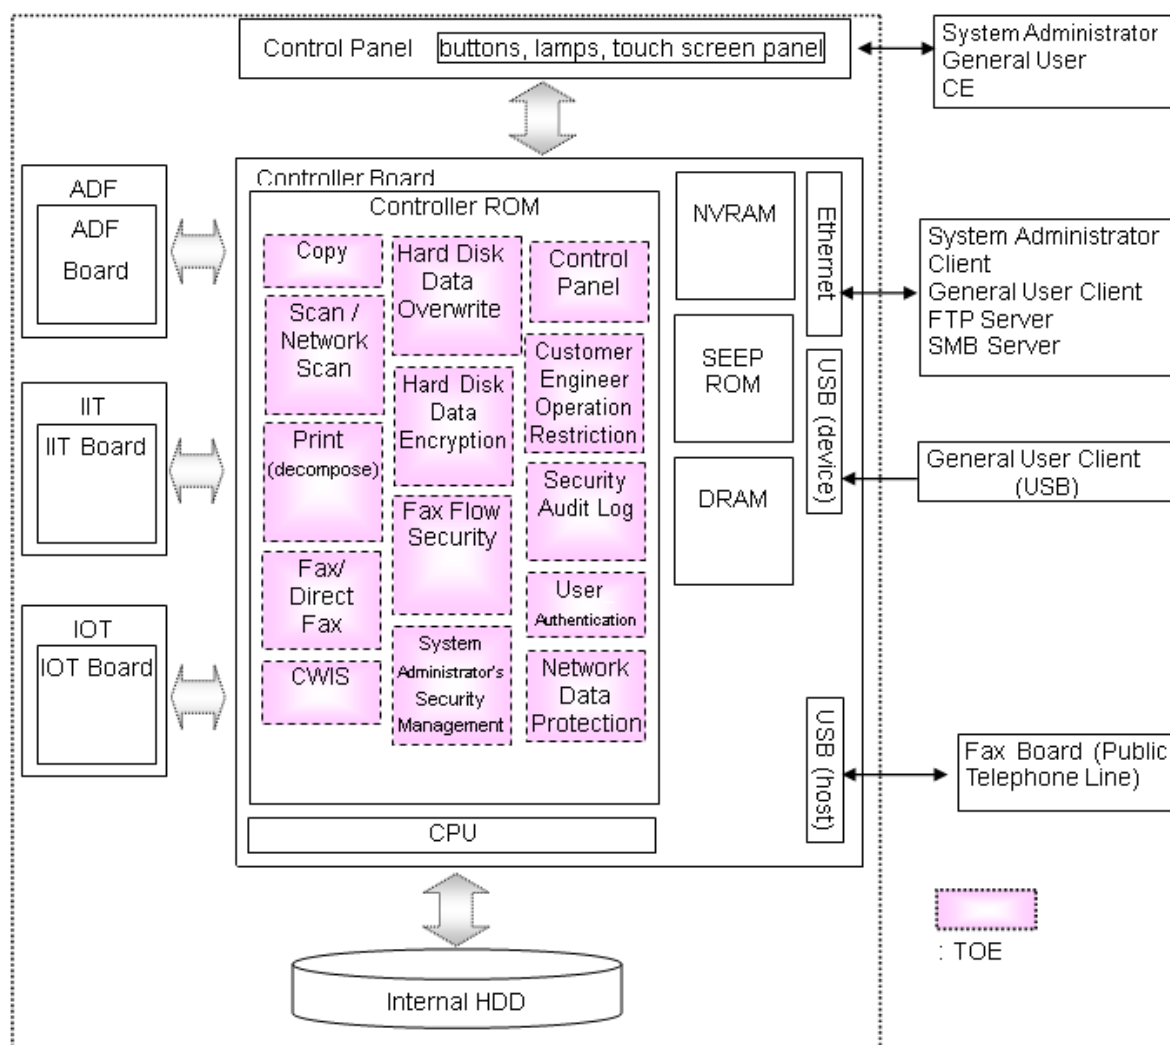 Control Panel
buttons, lamps, touch screen panel
System Administrator
General User
CE
ADF
ADF
Board
IIT
IIT Board
IOT
IOT Board
Controller Board
Controller ROM
Copy
Scan /
Network
Scan
Print
(decompose)
Fax/
Direct
Fax
CWIS
Hard Disk
Data
Overwrite
Hard Disk
Data
Encryption
Fax Flow
Security
System
Administrator's
Security
Management
Control
Panel
Customer
Engineer
Operation
Restriction
Security
Audit Log
User
Authentication
Network
Data
Protection
NVRAM
SEEP
ROM
DRAM
Ethernet
USB (device)
USB (host)
CPU
Internal HDD
System Administrator
Client
General User Client
FTP Server
SMB Server
General User Client
(USB)
Fax Board (Public
Telephone Line)
: TOE